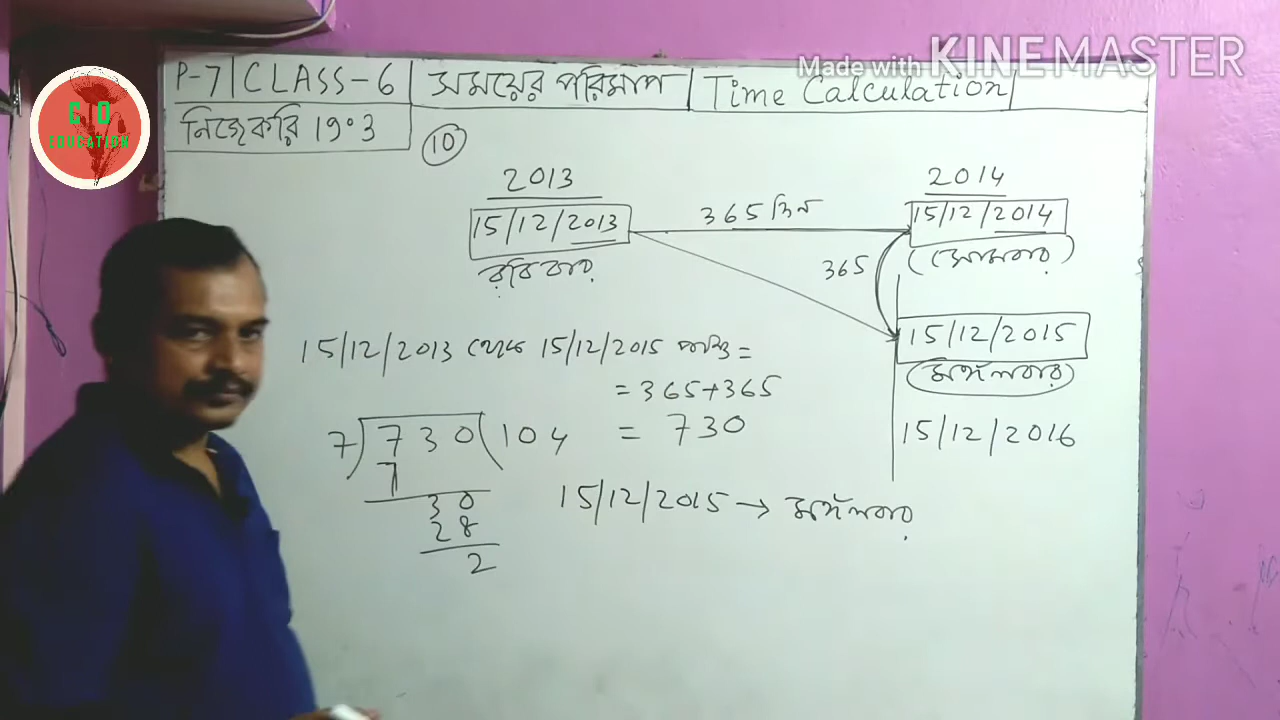 Made with KINEMASTER
P-7 | CLASS-6 | সময়ের পরিমাপ | Time Calculation |
নিজেকরি 19.3
10
EDUCATION
2013
2014
15/12/2013
365 দিন
15/12/2014
রবিবার
(সোমবার)
365
15/12/2015
(মঙ্গলবার)
15/12/2016
15/12/2013 থেকে 15/12/2015 পর্যন্ত =
= 365+365
= 730
7)730(104
7
30
28
2
15/12/2015 → মঙ্গলবার